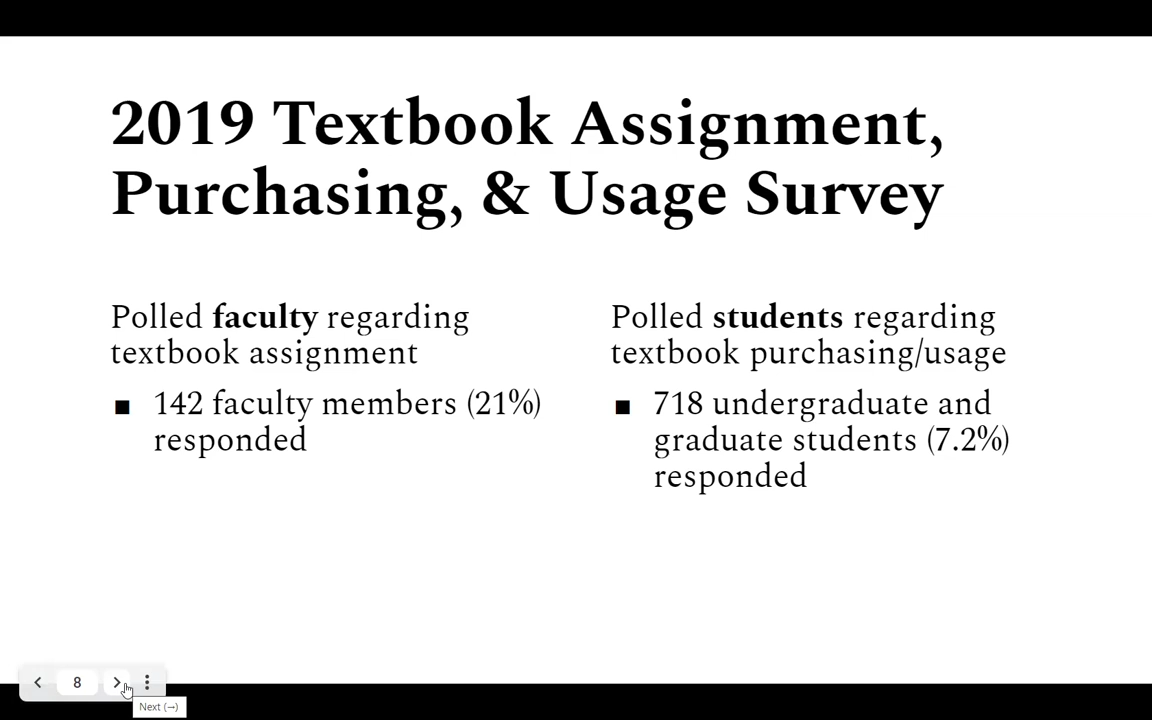 2019 Textbook Assignment,
Purchasing, & Usage Survey
Polled faculty regarding
textbook assignment
■ 142 faculty members (21%)
responded
Polled students regarding
textbook purchasing/usage
■ 718 undergraduate and
graduate students (7.2%)
responded
8
Next (→)